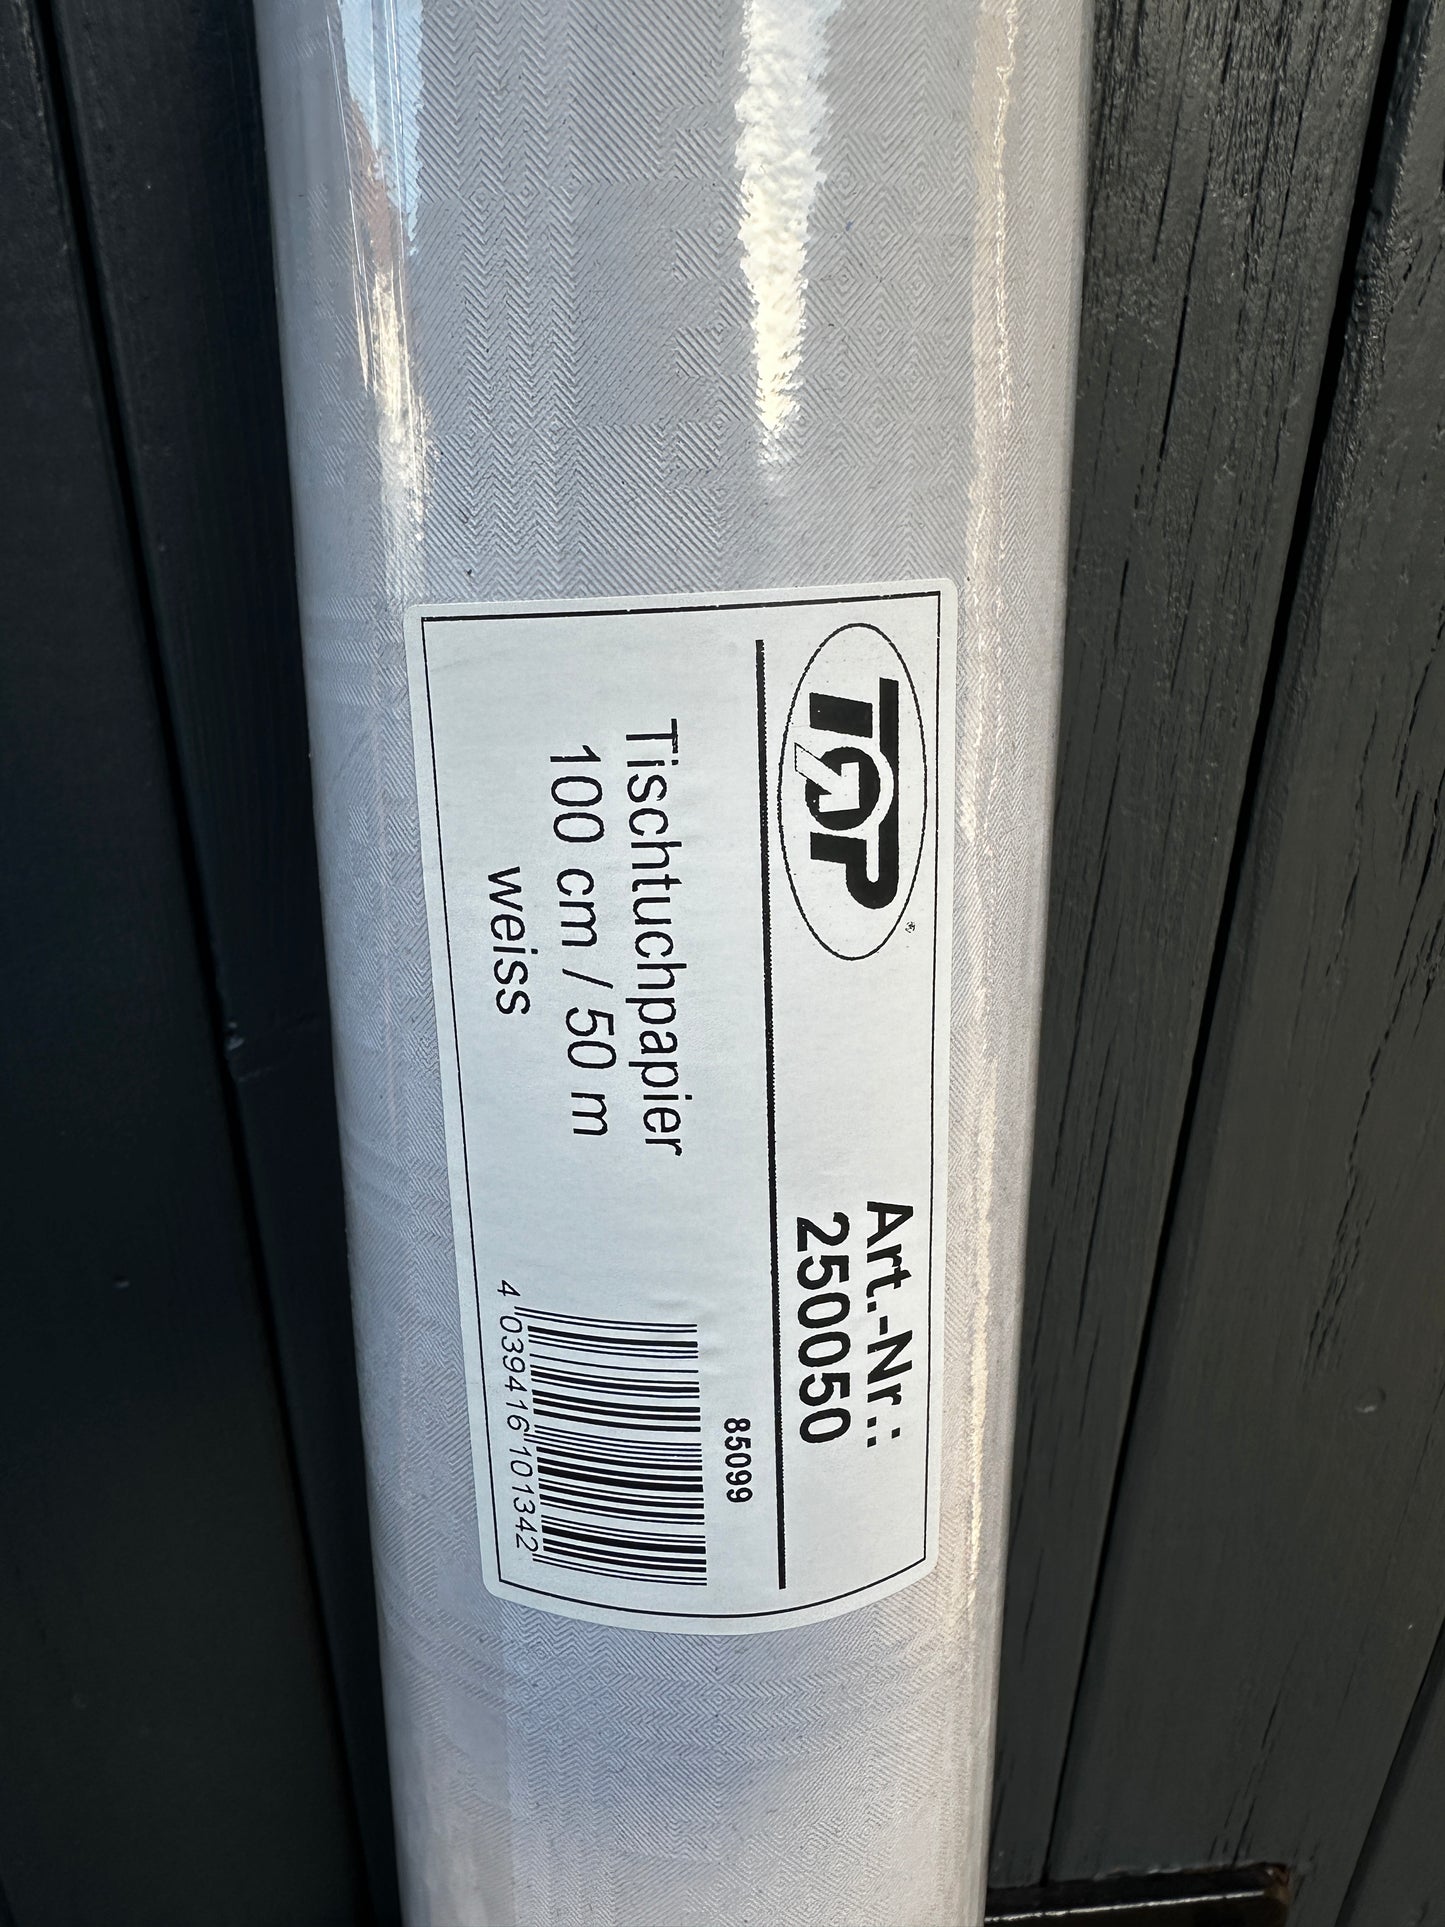 TOP
Art.-Nr.:
250050
85099
Tischtuchpapier
100 cm / 50 m
weiss
4 039416 101342